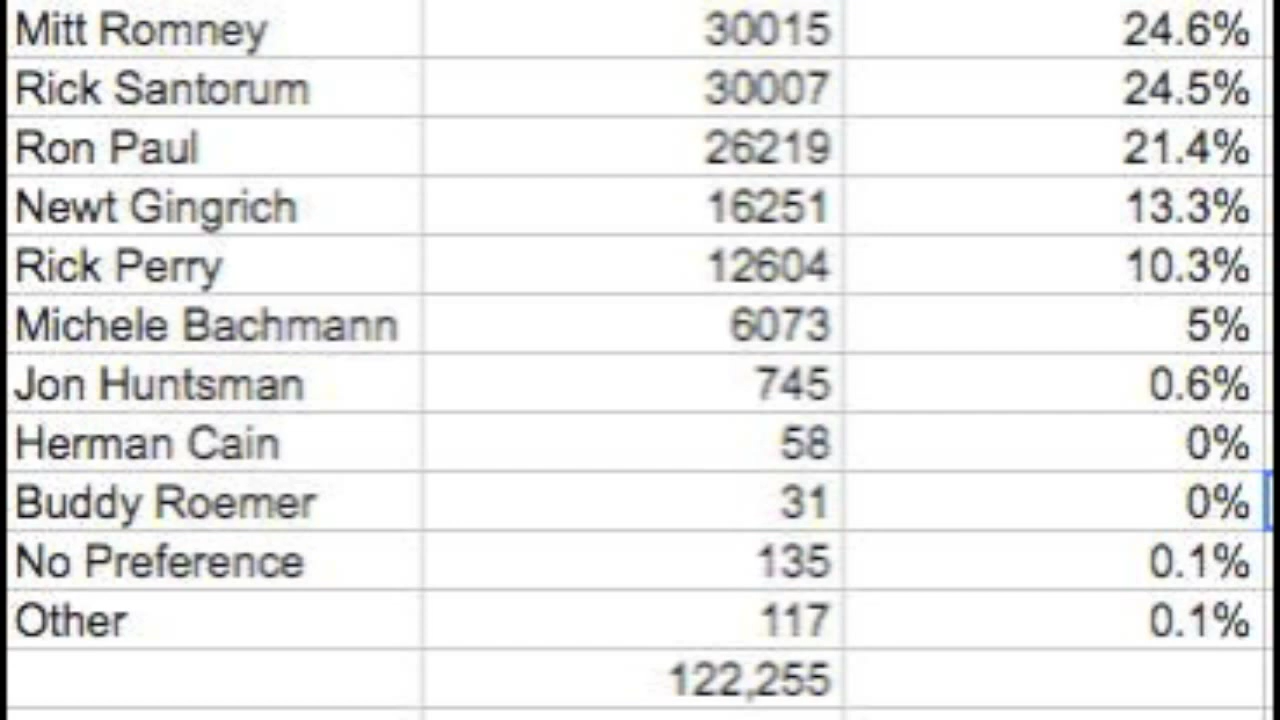 Mitt Romney 30015 24.6%
Rick Santorum 30007 24.5%
Ron Paul 26219 21.4%
Newt Gingrich 16251 13.3%
Rick Perry 12604 10.3%
Michele Bachmann 6073 5%
Jon Huntsman 745 0.6%
Herman Cain 58 0%
Buddy Roemer 31 0%
No Preference 135 0.1%
Other 117 0.1%
122,255